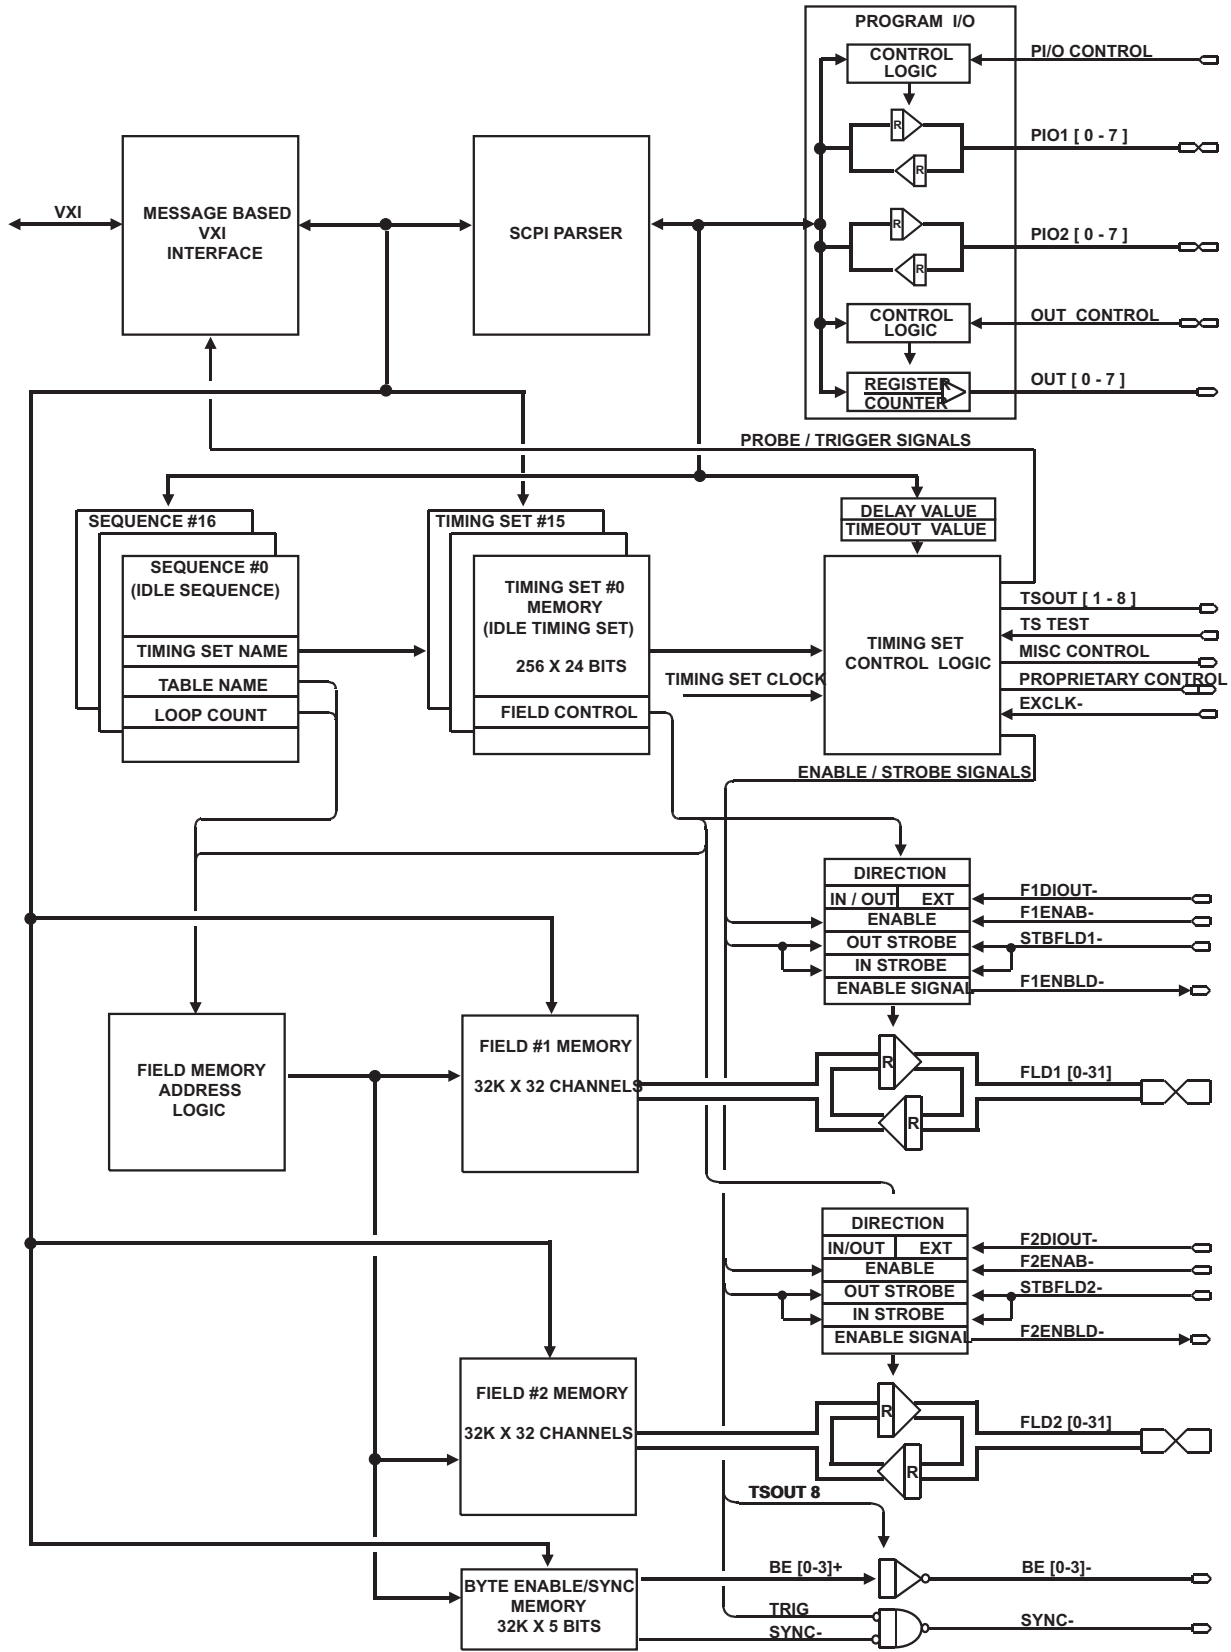 PROGRAM I/O
CONTROL
LOGIC
PI/O CONTROL
R
PIO1 [ 0 - 7 ]
R
VXI
MESSAGE BASED
VXI
INTERFACE
SCPI PARSER
R
PIO2 [ 0 - 7 ]
R
CONTROL
LOGIC
OUT CONTROL
REGISTER
COUNTER
OUT [ 0 - 7 ]
PROBE / TRIGGER SIGNALS
SEQUENCE #16
TIMING SET #15
DELAY VALUE
TIMEOUT VALUE
SEQUENCE #0
(IDLE SEQUENCE)
TIMING SET NAME
TABLE NAME
LOOP COUNT
TIMING SET #0
MEMORY
(IDLE TIMING SET)
256 X 24 BITS
FIELD CONTROL
TIMING SET CLOCK
TIMING SET
CONTROL LOGIC
TSOUT [ 1 - 8 ]
TS TEST
MISC CONTROL
PROPRIETARY CONTROL
EXCLK-
ENABLE / STROBE SIGNALS
DIRECTION
IN / OUT EXT
ENABLE
OUT STROBE
IN STROBE
ENABLE SIGNAL
F1DIOUT-
F1ENAB-
STBFLD1-
F1ENBLD-
FIELD MEMORY
ADDRESS
LOGIC
FIELD #1 MEMORY
32K X 32 CHANNELS
R
R
FLD1 [0-31]
DIRECTION
IN/OUT EXT
ENABLE
OUT STROBE
IN STROBE
ENABLE SIGNAL
F2DIOUT-
F2ENAB-
STBFLD2-
F2ENBLD-
FIELD #2 MEMORY
32K X 32 CHANNELS
R
R
FLD2 [0-31]
TSOUT 8
BYTE ENABLE/SYNC
MEMORY
32K X 5 BITS
BE [0-3]+
BE [0-3]-
TRIG
SYNC-
SYNC-